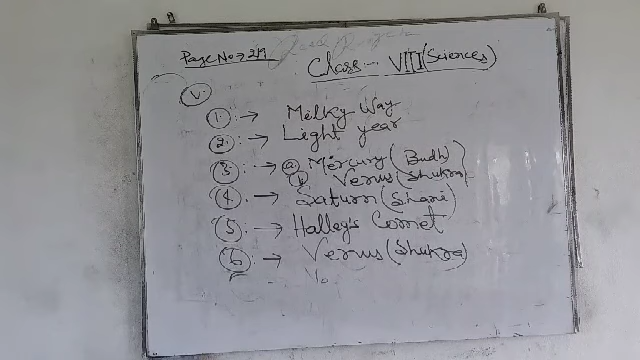 Page No → 219
Class - VIII (Sciences)
V.
1. → Milky Way
2. → Light year
3. → a. Mercury (Budh)
b Venus (Shukra)
4. → Saturn (Shani)
5. → Halley's Comet
6. → Venus (Shukra)